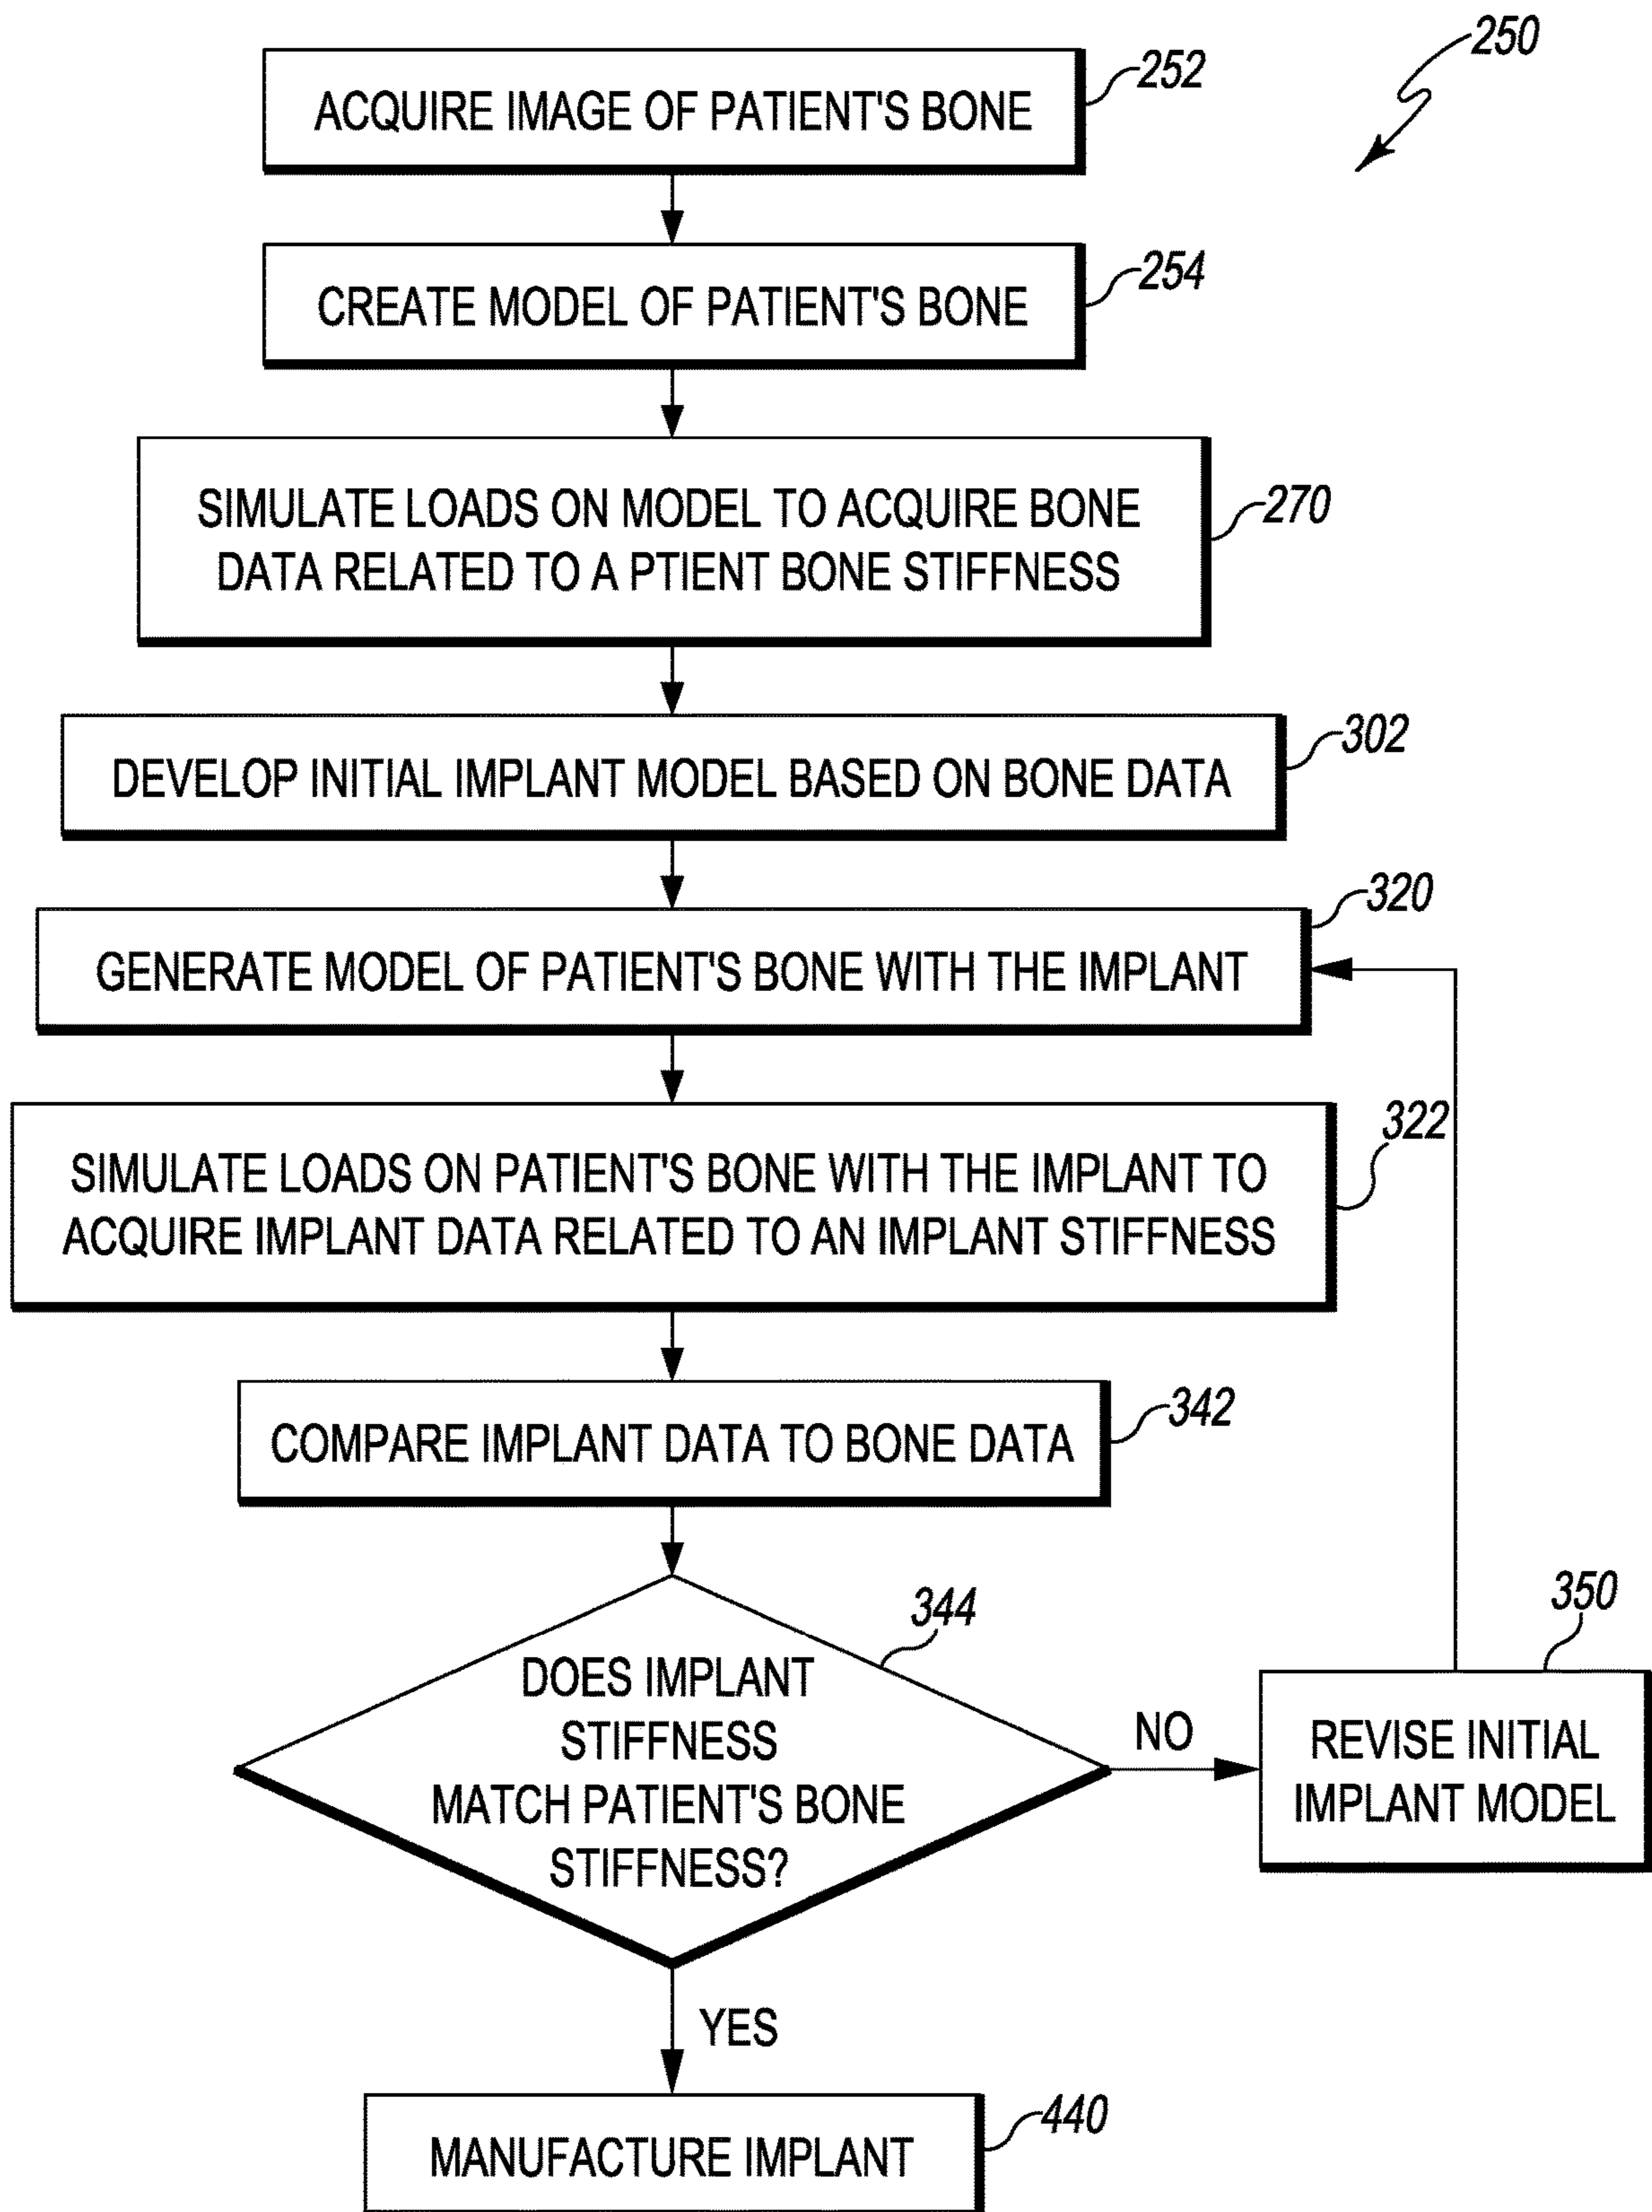 250
ACQUIRE IMAGE OF PATIENT'S BONE
252
CREATE MODEL OF PATIENT'S BONE
254
SIMULATE LOADS ON MODEL TO ACQUIRE BONE
DATA RELATED TO A PTIENT BONE STIFFNESS
270
DEVELOP INITIAL IMPLANT MODEL BASED ON BONE DATA
302
GENERATE MODEL OF PATIENT'S BONE WITH THE IMPLANT
320
SIMULATE LOADS ON PATIENT'S BONE WITH THE IMPLANT TO
ACQUIRE IMPLANT DATA RELATED TO AN IMPLANT STIFFNESS
322
COMPARE IMPLANT DATA TO BONE DATA
342
DOES IMPLANT
STIFFNESS
MATCH PATIENT'S BONE
STIFFNESS?
344
NO
REVISE INITIAL
IMPLANT MODEL
350
YES
MANUFACTURE IMPLANT
440